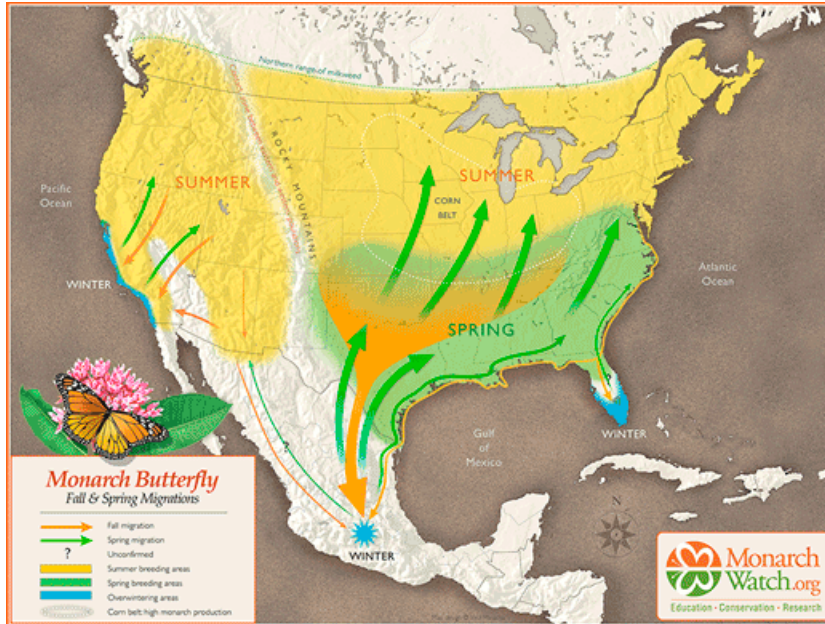 Northern range of milkweed
ROCKY MOUNTAINS
SUMMER
SUMMER
CORN
BELT
Pacific
Ocean
WINTER
Atlantic
Ocean
SPRING
?
?
Gulf
of
Mexico
WINTER
N
WINTER
Monarch Butterfly
Fall & Spring Migrations
Fall migration
Spring migration
? Unconfirmed
Summer breeding areas
Spring breeding areas
Overwintering areas
Corn belt: high monarch production
Monarch
Watch.org
Education • Conservation • Research